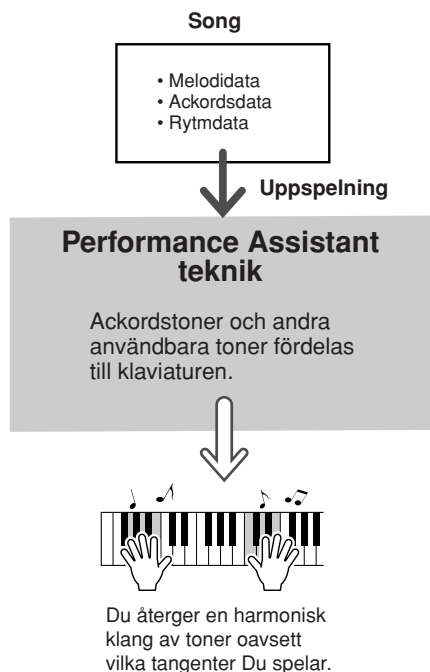 Song
• Melodidata
• Ackordsdata
• Rytmdata
Uppspelning
Performance Assistant
teknik
Ackordstoner och andra
användbara toner fördelas
till klaviaturen.
Du återger en harmonisk
klang av toner oavsett
vilka tangenter Du spelar.